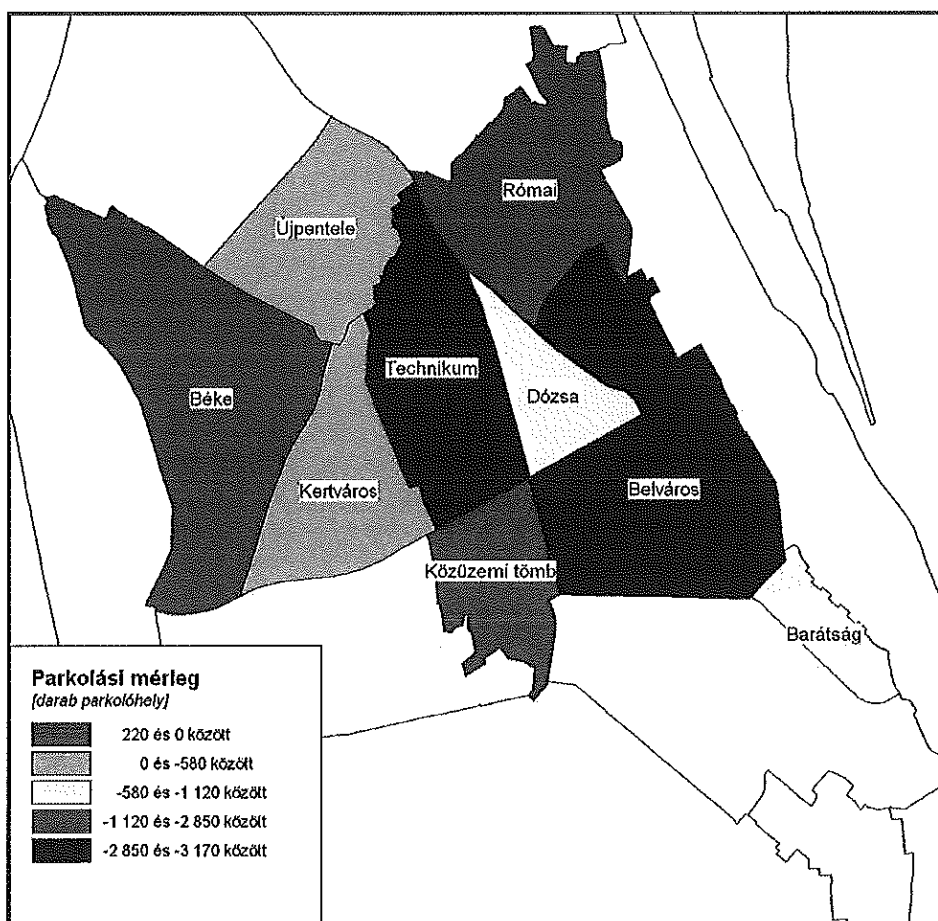 Római
Újpentele
Technikum
Dózsa
Béke
Kertváros
Belváros
Közüzemi tömb
Barátság
Parkolási mérleg
[darab parkolóhely]
220 és 0 között
0 és -580 között
-580 és -1 120 között
-1 120 és -2 850 között
-2 850 és -3 170 között